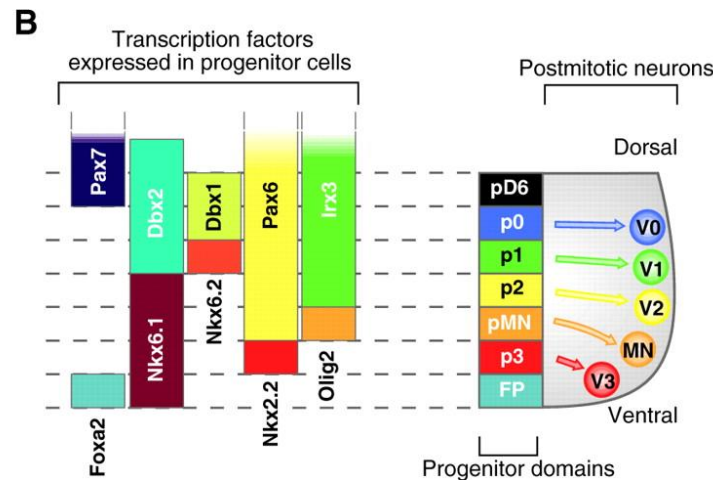 B
Transcription factors
expressed in progenitor cells
Postmitotic neurons
Dorsal
Pax7
Dbx2
Dbx1
Pax6
Irx3
Nkx6.1
Nkx6.2
Foxa2
Nkx2.2
Olig2
pD6
p0
p1
p2
pMN
p3
FP
V0
V1
V2
MN
V3
Ventral
Progenitor domains